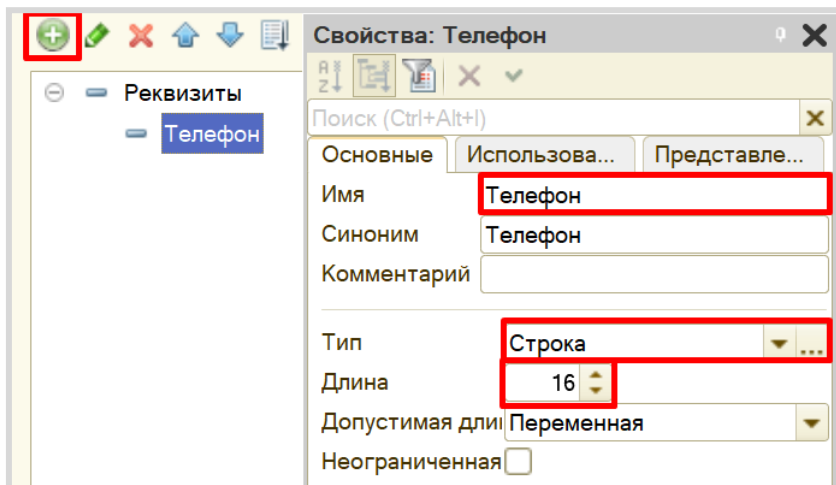 Свойства: Телефон
Реквизиты
Телефон
Поиск (Ctrl+Alt+I)
Основные Использова... Представле...
Имя Телефон
Синоним Телефон
Комментарий
Тип Строка ...
Длина 16
Допустимая дли Переменная
Неограниченная